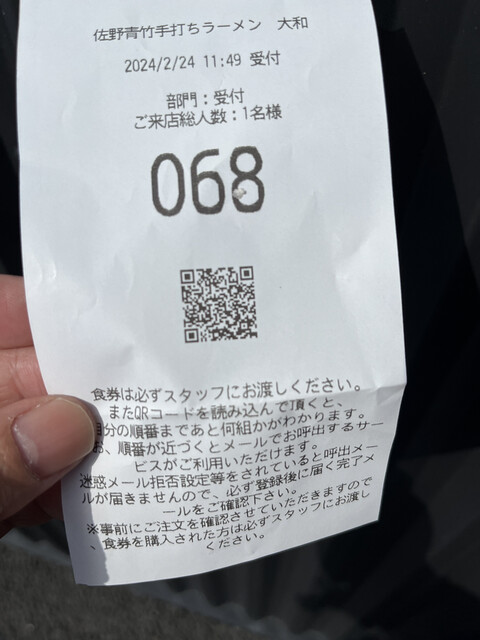 佐野青竹手打ちラーメン　大和
2024/2/24 11:49 受付
部門：受付
ご来店総人数：1名様
068
食券は必ずスタッフにお渡しください。
またQRコードを読み込んで頂くと、
自分の順番まであと何組かがわかります。
お、順番が近づくとメールでお呼出するサー
ビスがご利用いただけます。
迷惑メール拒否設定等をされていると呼出メー
ルが届きませんので、必ず登録後に届く完了メ
ールをご確認下さい。
※事前にご注文を確認させていただきますので
、食券を購入された方は必ずスタッフにお渡し
ください。